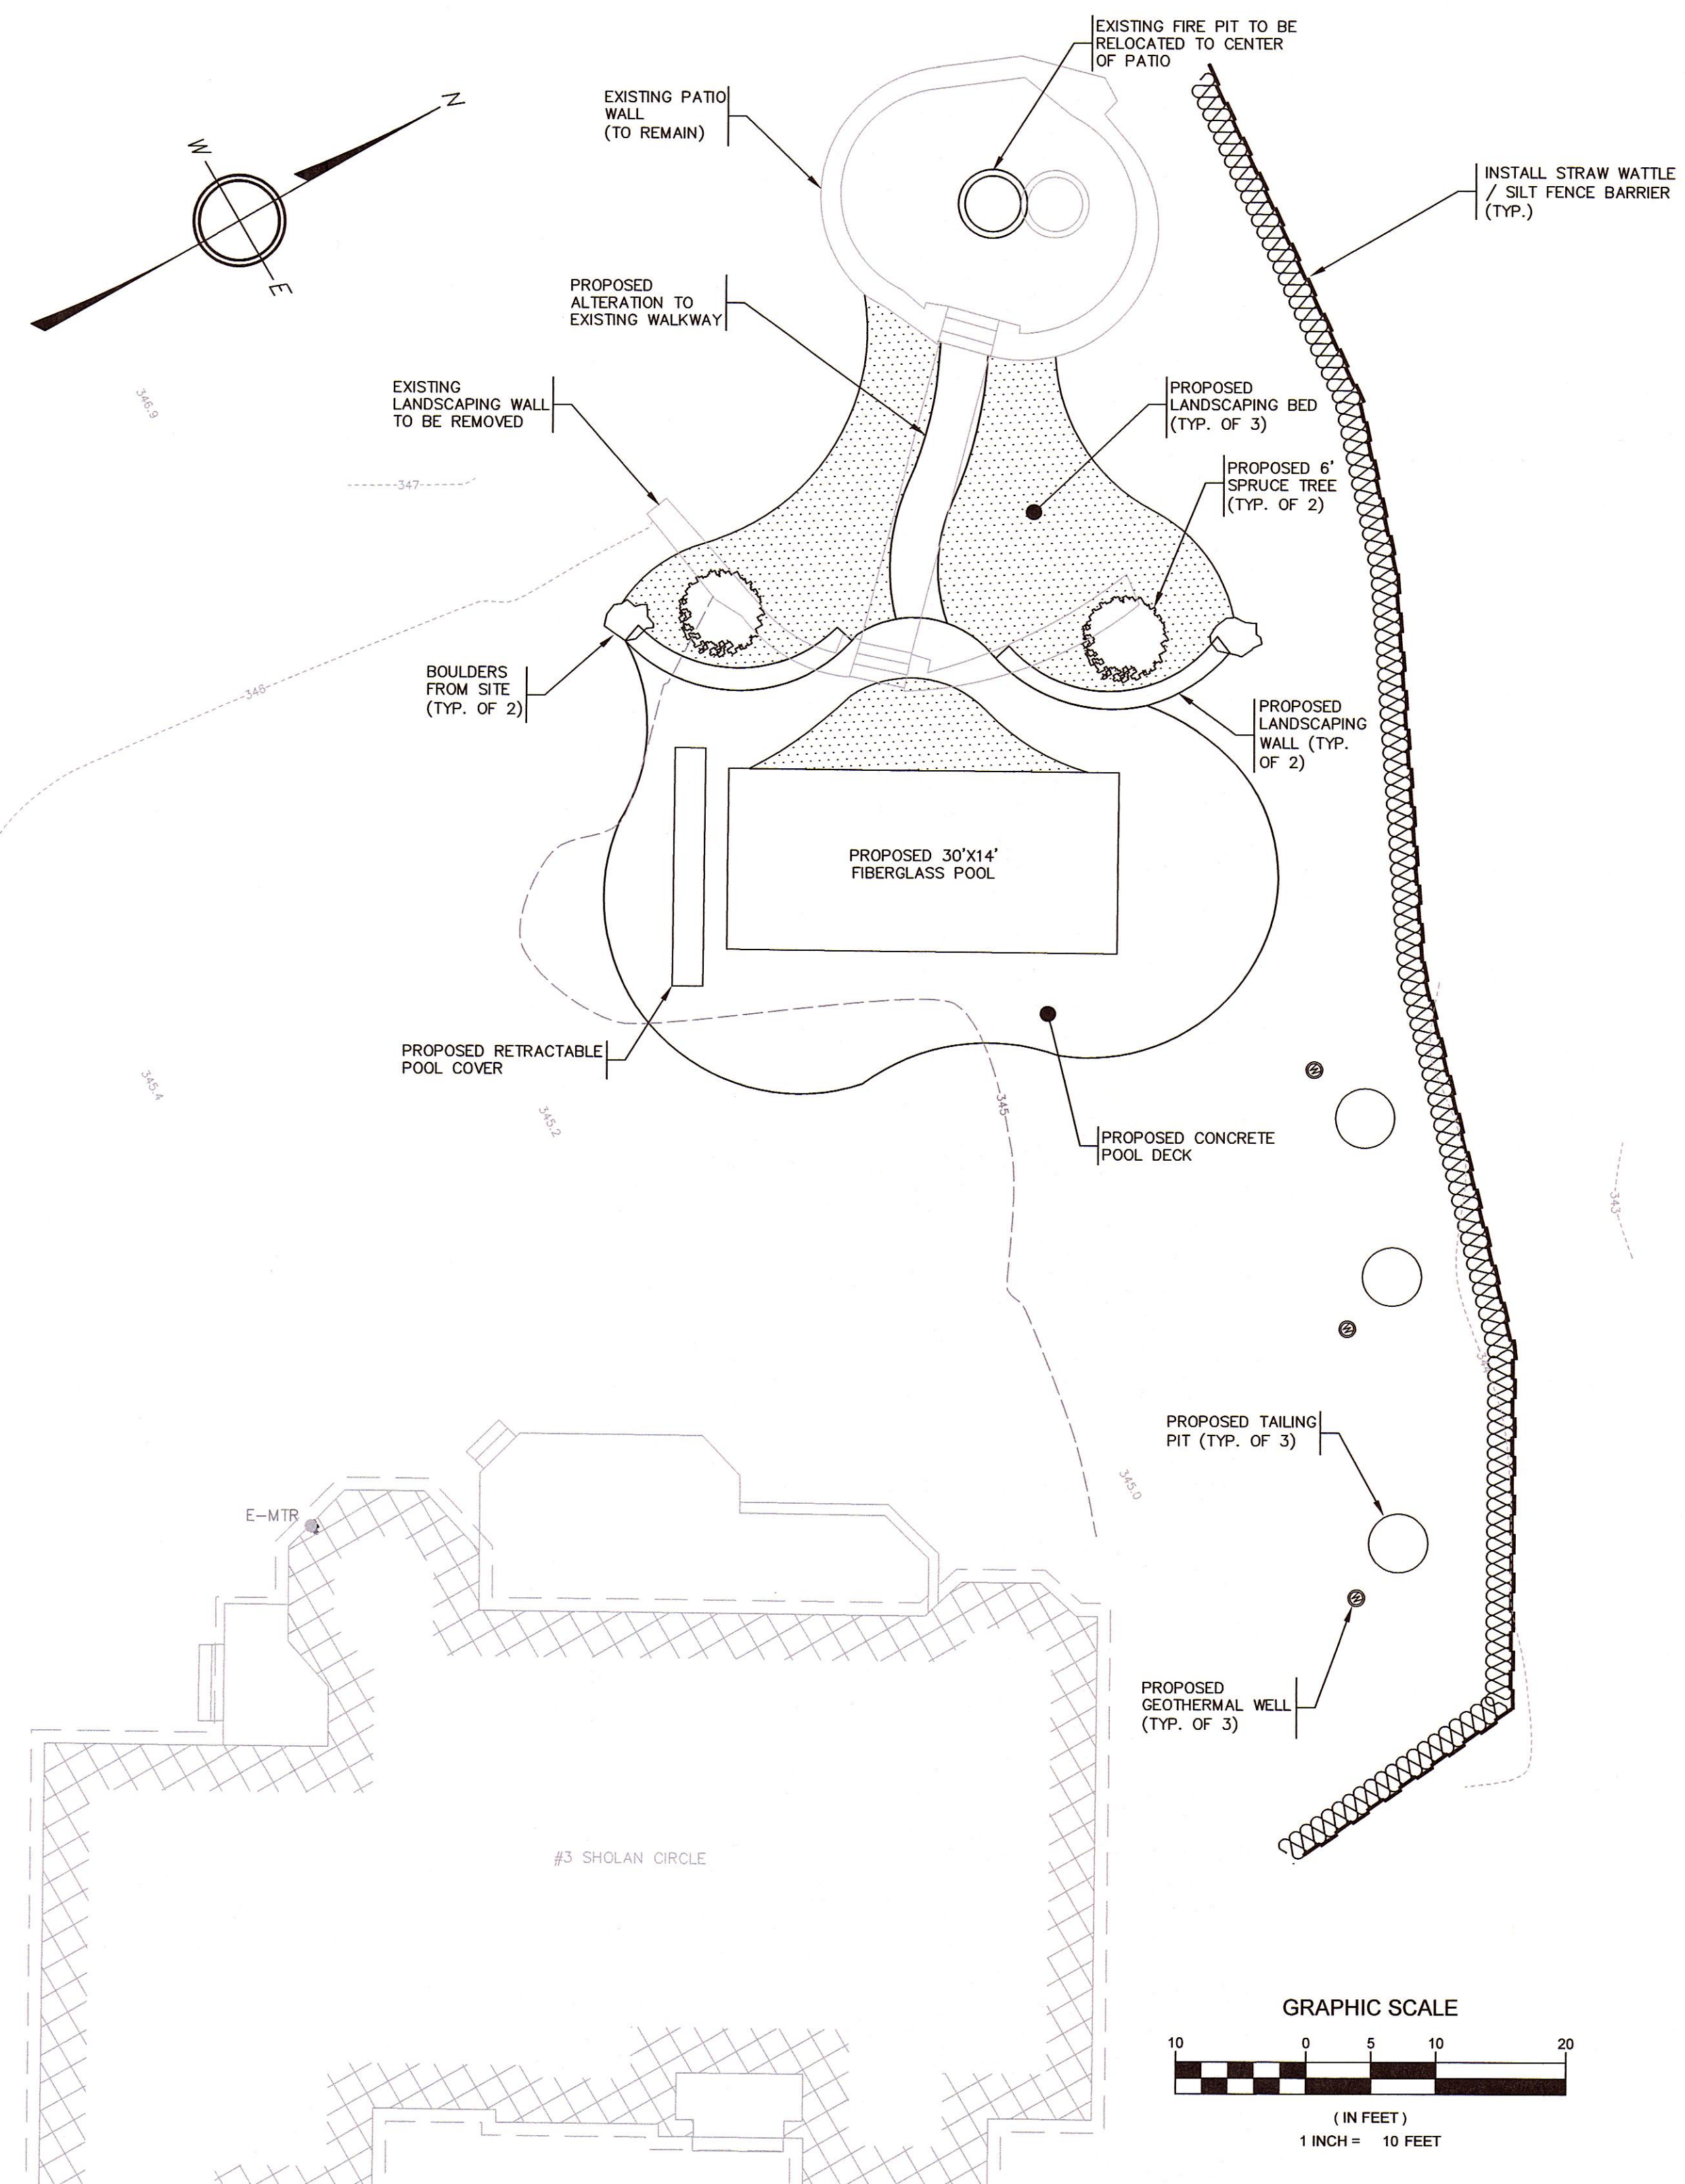 EXISTING FIRE PIT TO BE
RELOCATED TO CENTER
OF PATIO
EXISTING PATIO
WALL
(TO REMAIN)
N
W
E
INSTALL STRAW WATTLE
/ SILT FENCE BARRIER
(TYP.)
PROPOSED
ALTERATION TO
EXISTING WALKWAY
EXISTING
LANDSCAPING WALL
TO BE REMOVED
PROPOSED
LANDSCAPING BED
(TYP. OF 3)
346.9
347
PROPOSED 6'
SPRUCE TREE
(TYP. OF 2)
BOULDERS
FROM SITE
(TYP. OF 2)
346
PROPOSED
LANDSCAPING
WALL (TYP.
OF 2)
PROPOSED 30'X14'
FIBERGLASS POOL
PROPOSED RETRACTABLE
POOL COVER
345.4
345.2
345
PROPOSED CONCRETE
POOL DECK
W
343
W
344
PROPOSED TAILING
PIT (TYP. OF 3)
345.0
E-MTR
W
PROPOSED
GEOTHERMAL WELL
(TYP. OF 3)
#3 SHOLAN CIRCLE
GRAPHIC SCALE
10 0 5 10 20
( IN FEET )
1 INCH = 10 FEET